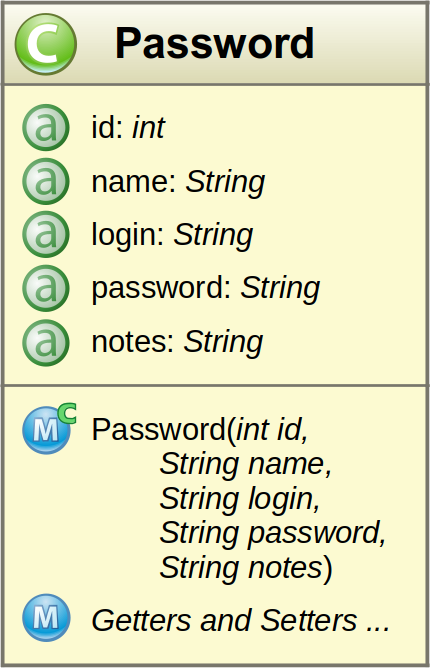 C Password
a id: int
a name: String
a login: String
a password: String
a notes: String
M C Password(int id,
String name,
String login,
String password,
String notes)
M Getters and Setters ...